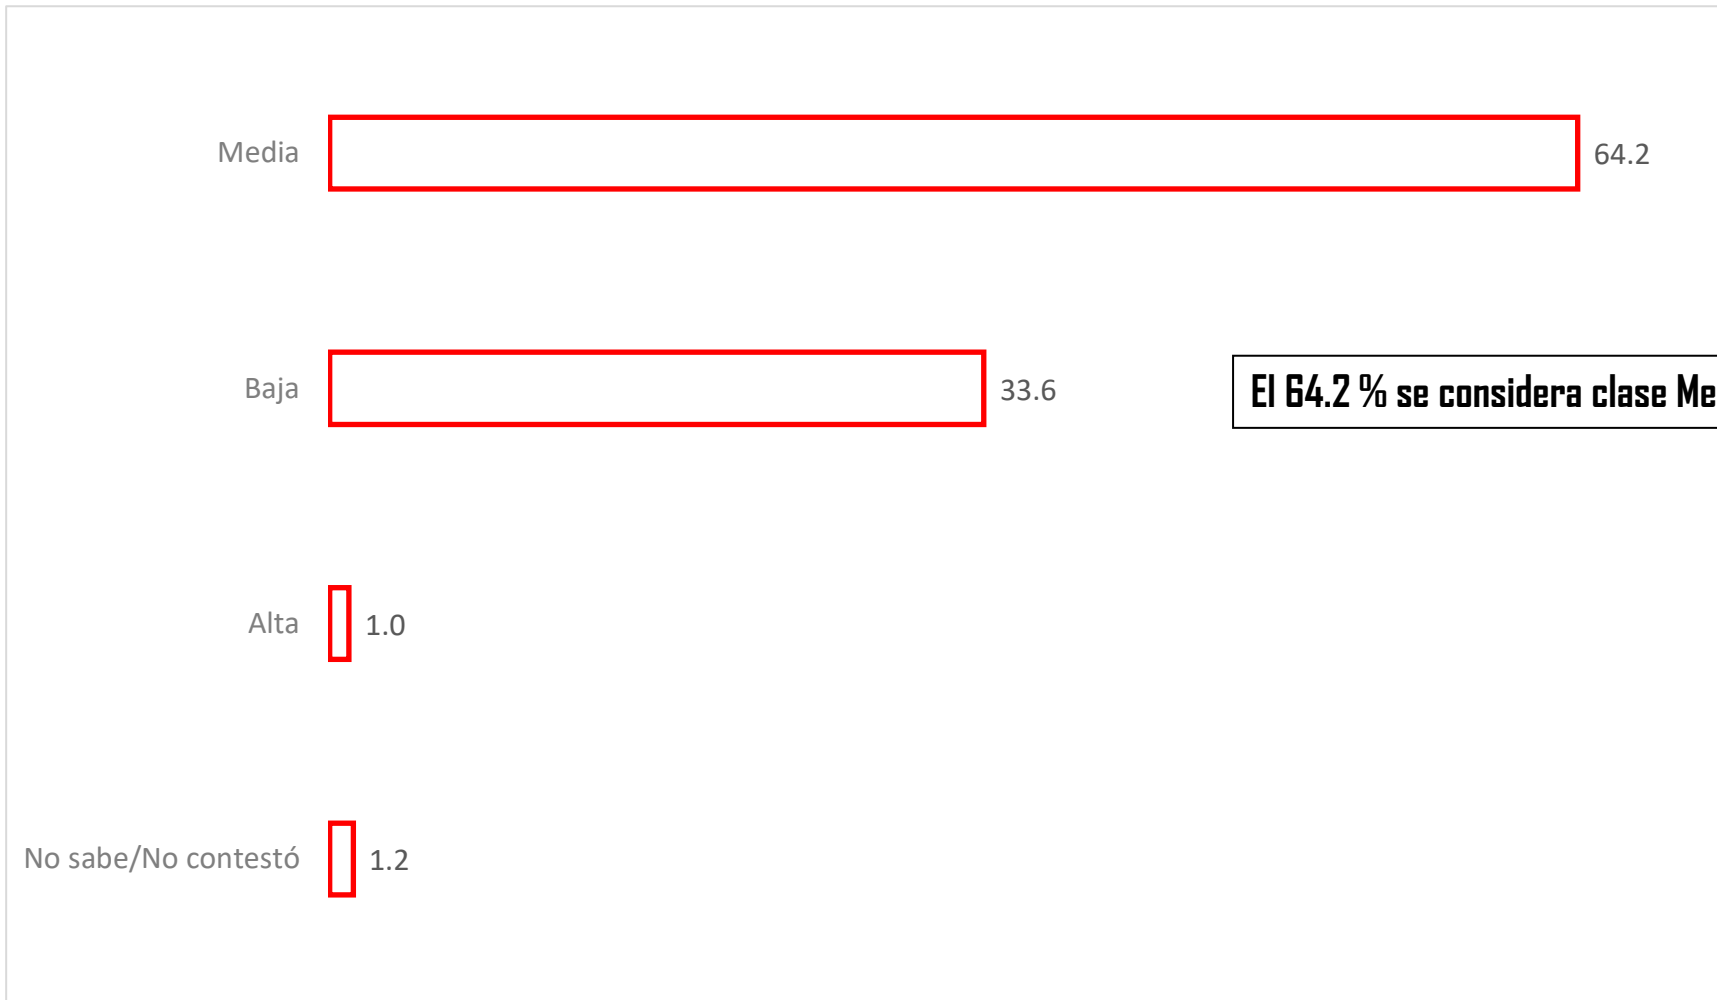 Media 64.2
Baja 33.6
El 64.2 % se considera clase Me
Alta 1.0
No sabe/No contestó 1.2